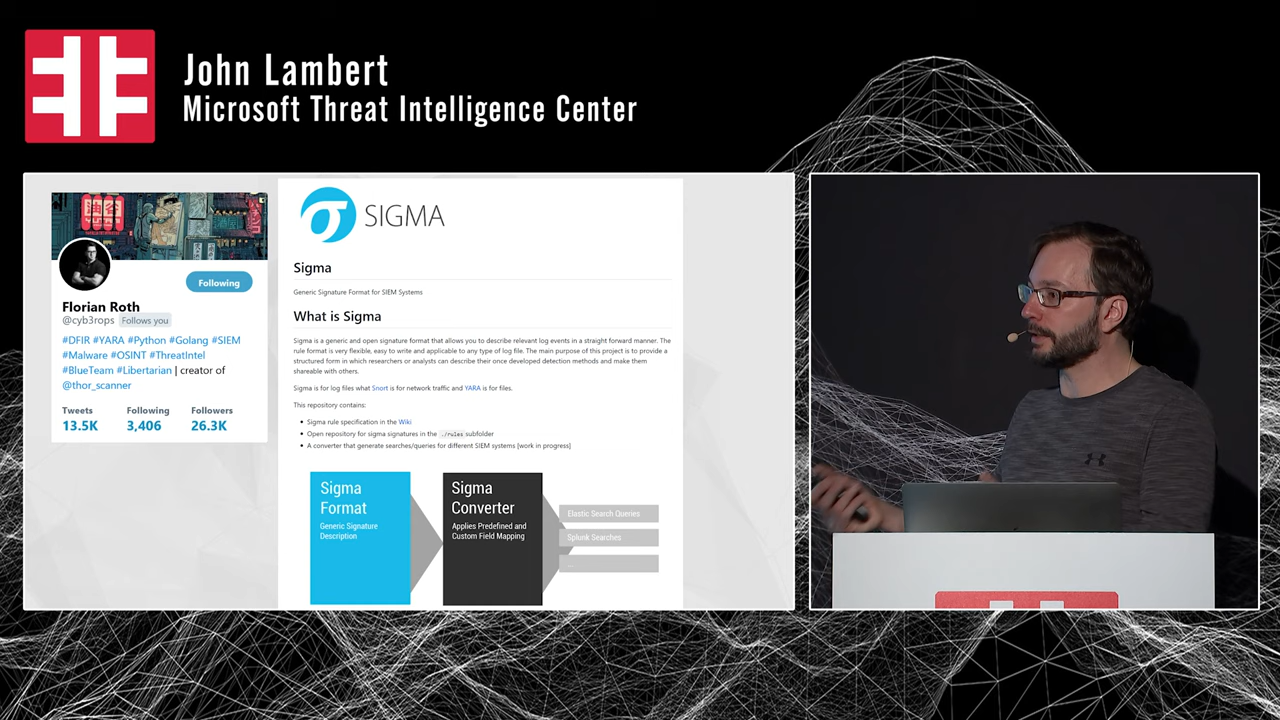 John Lambert
Microsoft Threat Intelligence Center
Following
Florian Roth
@cyb3rops Follows you
#DFIR #YARA #Python #Golang #SIEM
#Malware #OSINT #ThreatIntel
#BlueTeam #Libertarian | creator of
@thor_scanner
Tweets Following Followers
13.5K 3,406 26.3K
SIGMA
Sigma
Generic Signature Format for SIEM Systems
What is Sigma
Sigma is a generic and open signature format that allows you to describe relevant log events in a straight forward manner. The
rule format is very flexible, easy to write and applicable to any type of log file. The main purpose of this project is to provide a
structured form in which researchers or analysts can describe their once developed detection methods and make them
shareable with others.
Sigma is for log files what Snort is for network traffic and YARA is for files.
This repository contains:
• Sigma rule specification in the Wiki
• Open repository for sigma signatures in the ./rules subfolder
• A converter that generate searches/queries for different SIEM systems [work in progress]
Sigma
Format
Generic Signature
Description
Sigma
Converter
Applies Predefined and
Custom Field Mapping
Elastic Search Queries
Splunk Searches
...